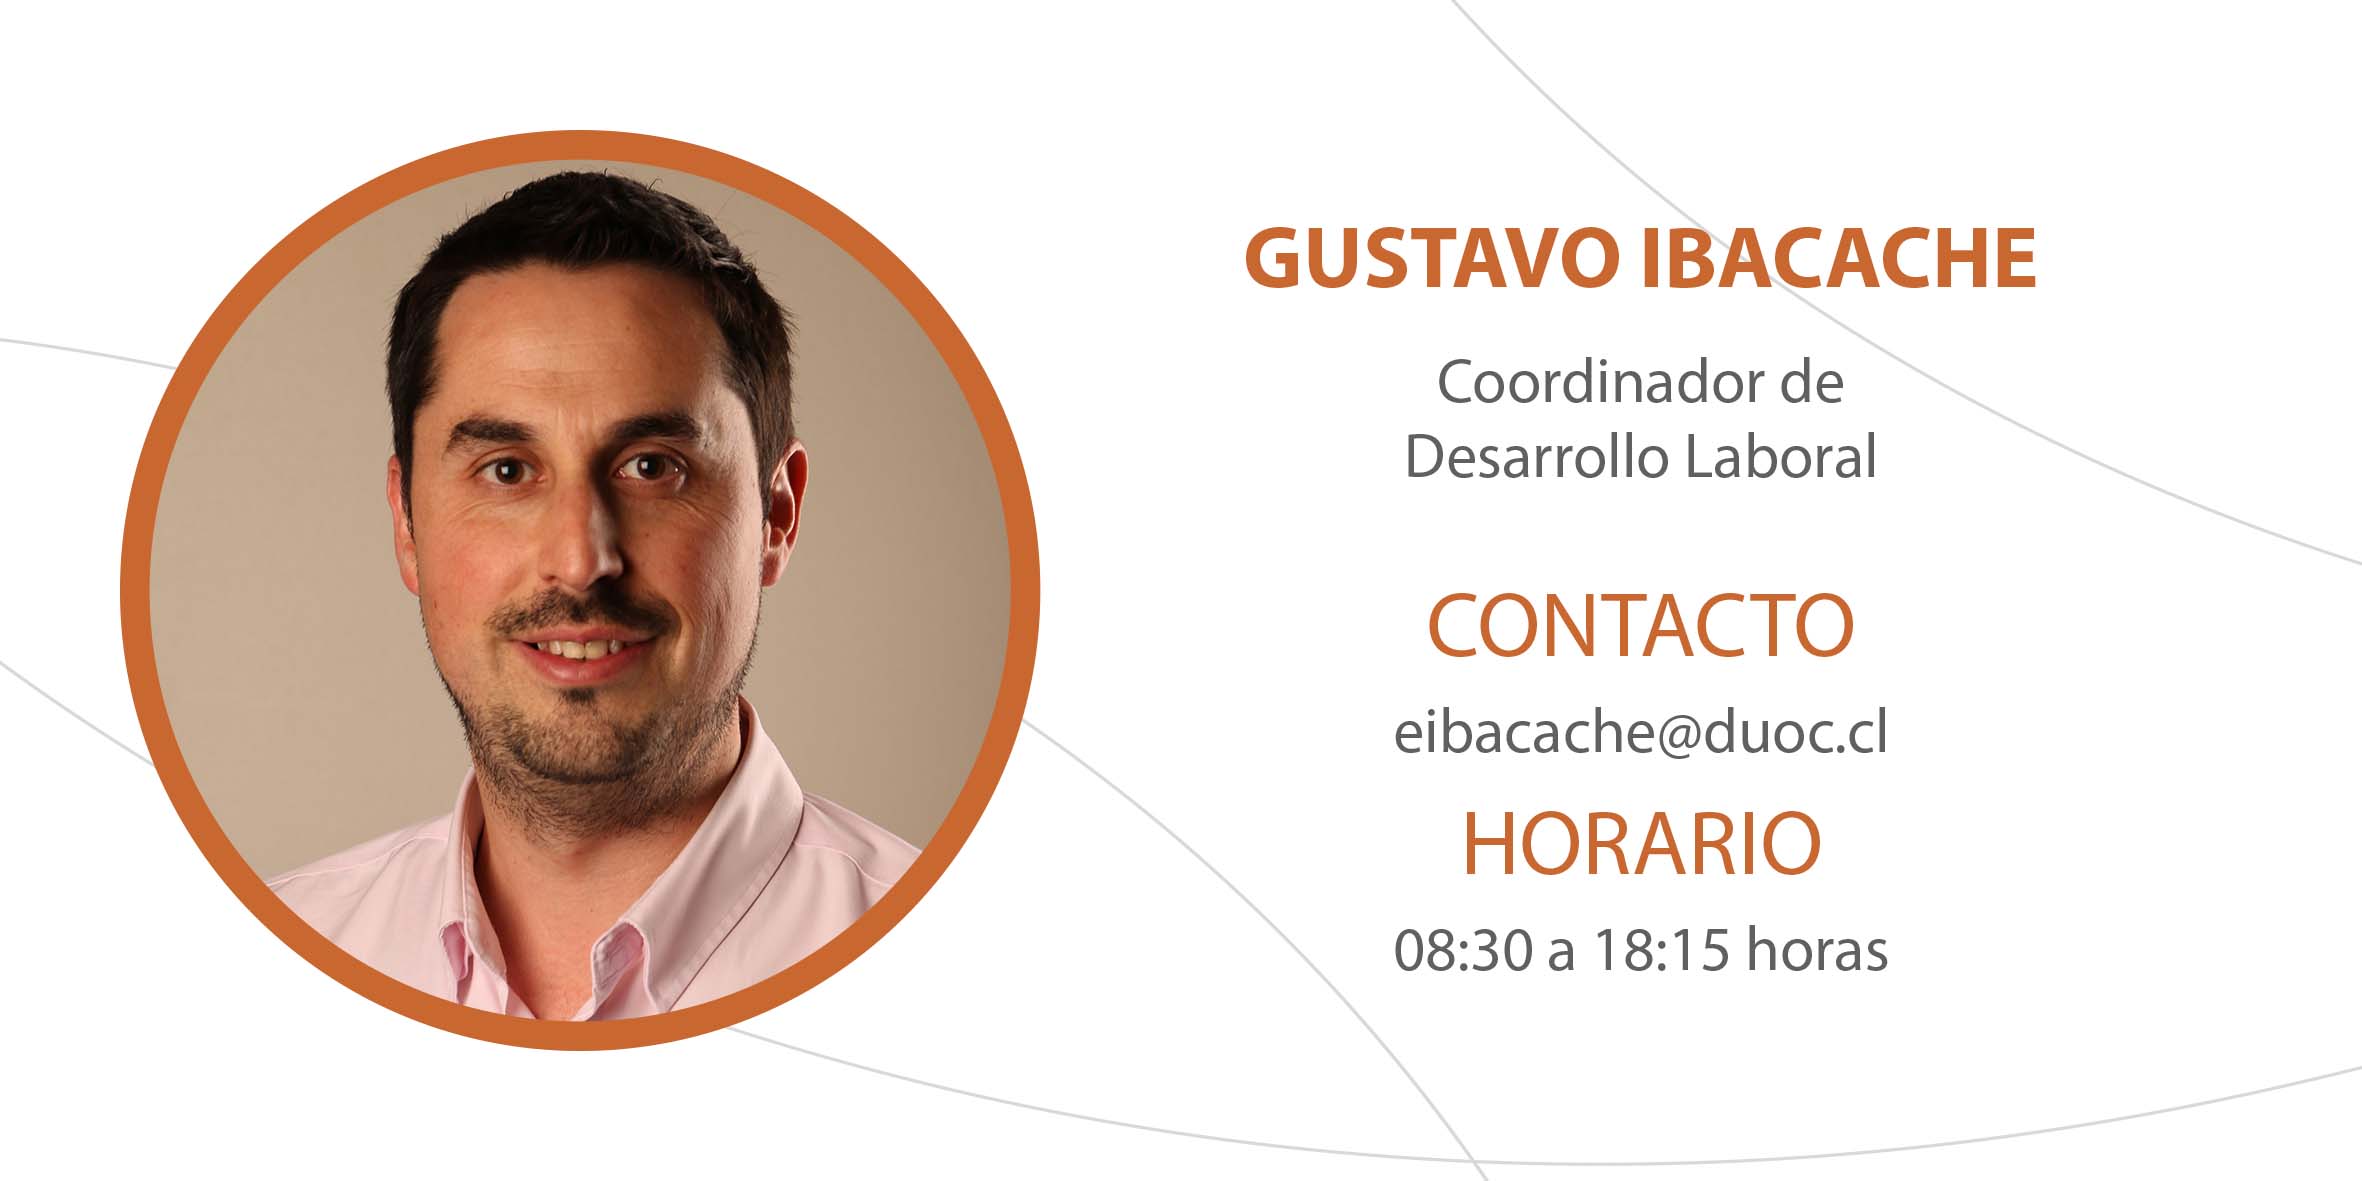 GUSTAVO IBACACHE
Coordinador de
Desarrollo Laboral
CONTACTO
eibacache@duoc.cl
HORARIO
08:30 a 18:15 horas